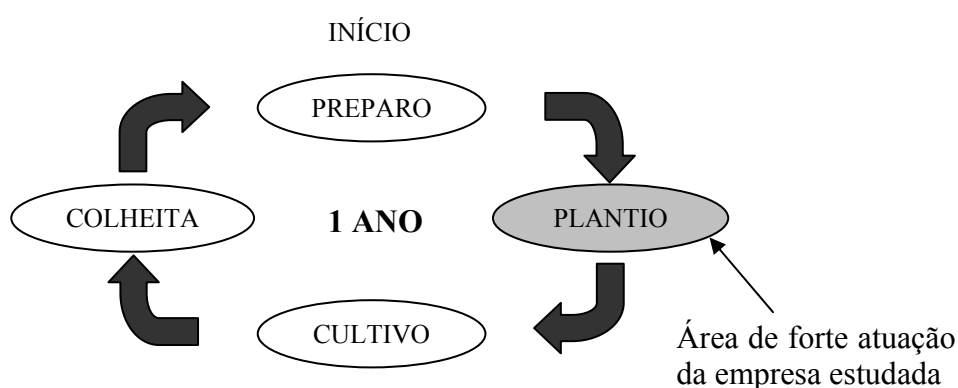 INÍCIO
PREPARO
COLHEITA
1 ANO
PLANTIO
CULTIVO
Área de forte atuação
da empresa estudada